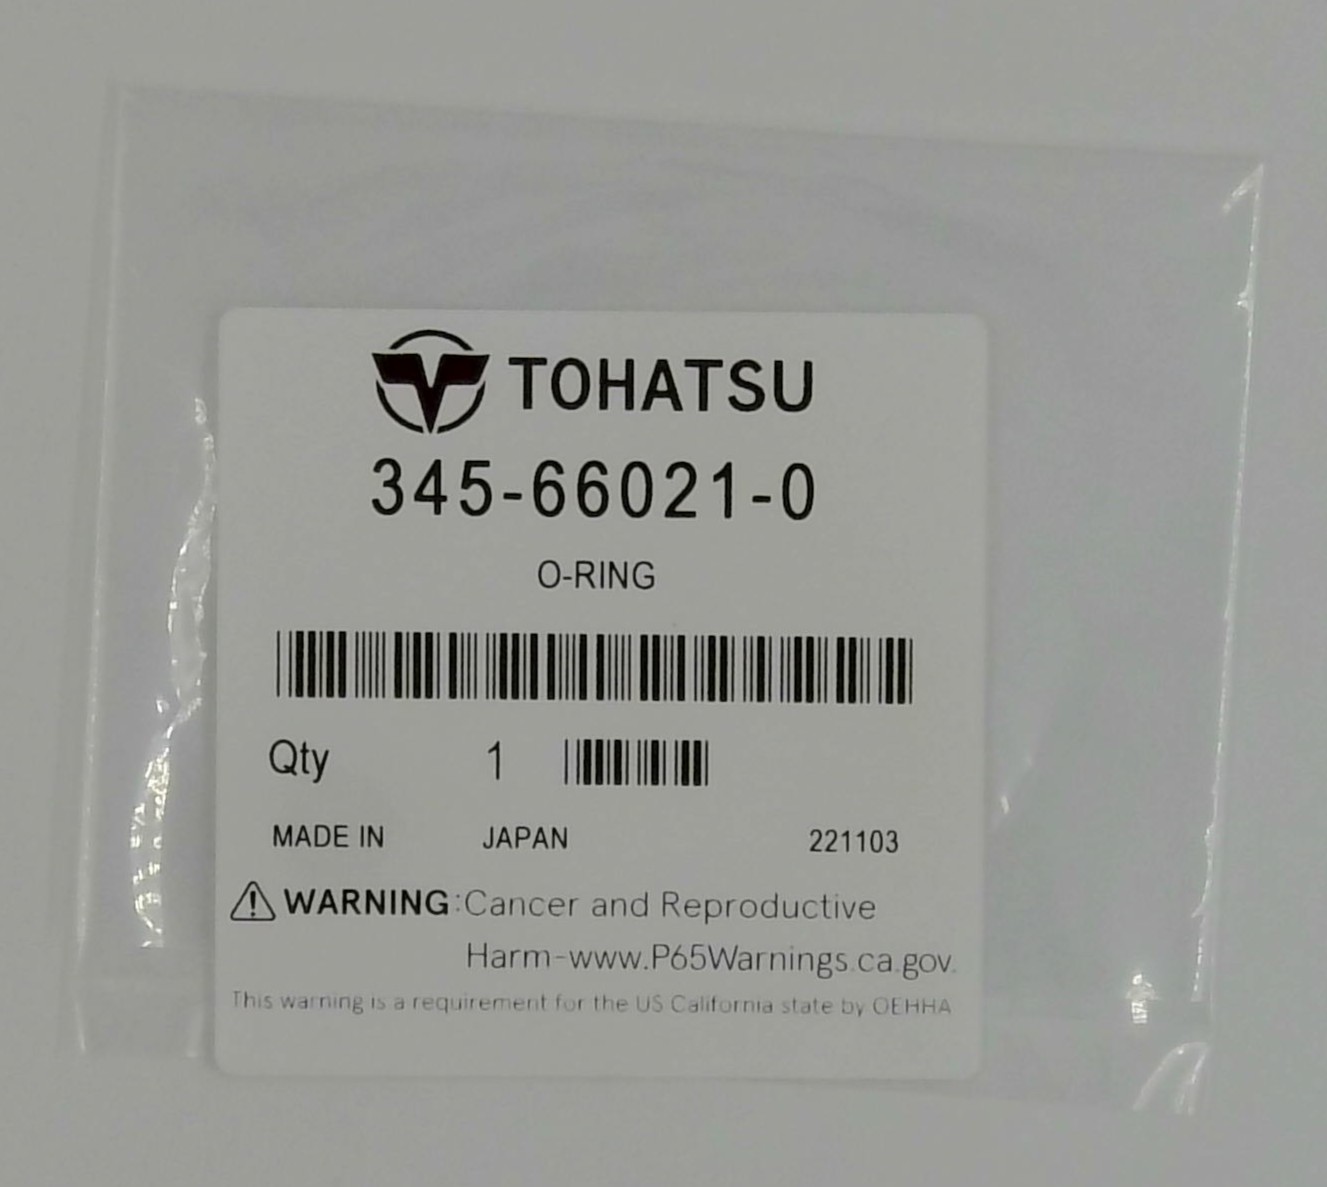 TOHATSU
345-66021-0
O-RING
Qty 1
MADE IN JAPAN 221103
WARNING:Cancer and Reproductive
Harm-www.P65Warnings.ca.gov.
This warning is a requirement for the US California state by OEHHA